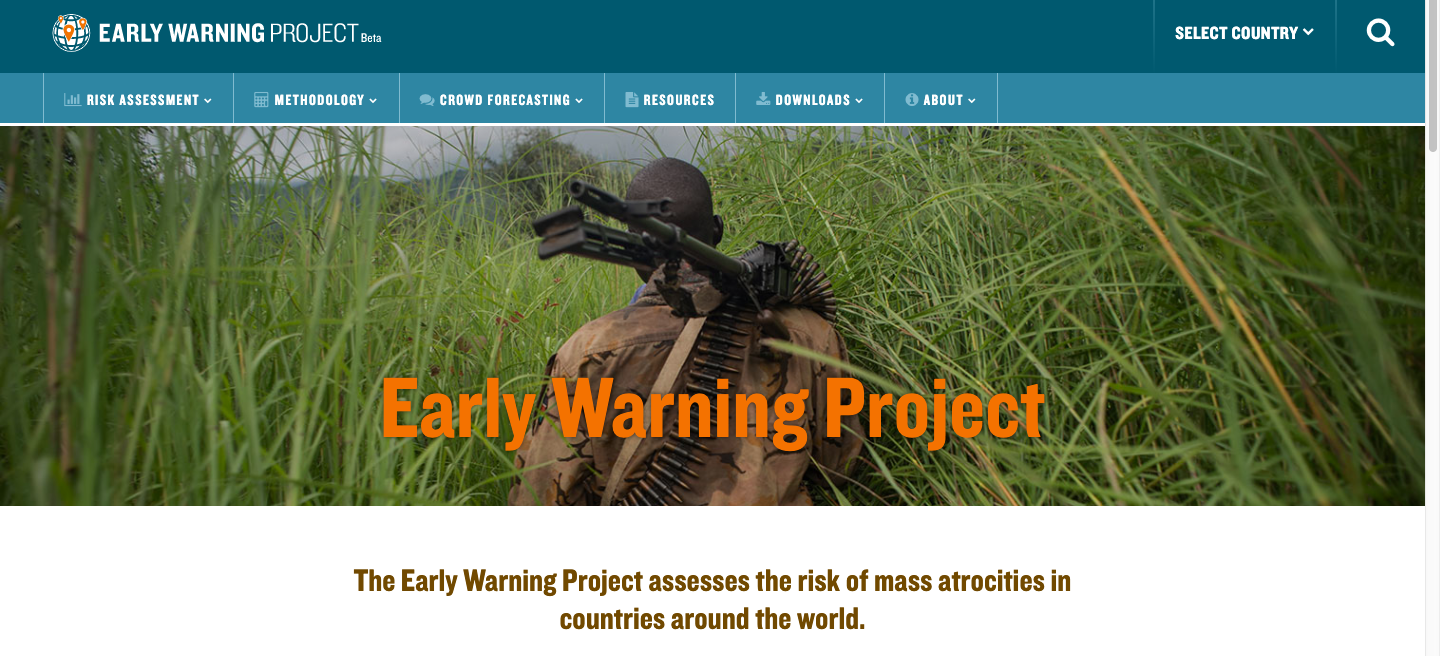 EARLY WARNING PROJECT Beta
SELECT COUNTRY
RISK ASSESSMENT
METHODOLOGY
CROWD FORECASTING
RESOURCES
DOWNLOADS
ABOUT
Early Warning Project
The Early Warning Project assesses the risk of mass atrocities in
countries around the world.